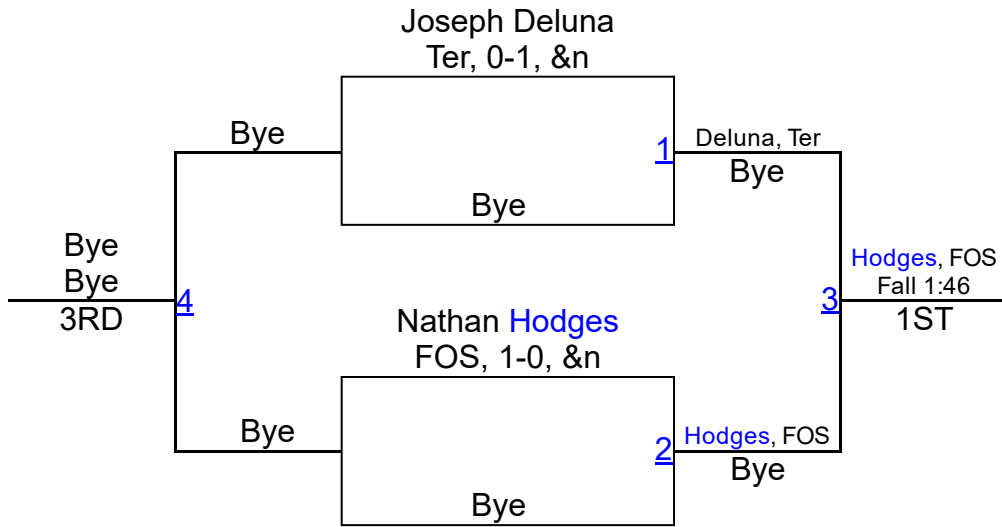 Joseph Deluna
Ter, 0-1, &n
Bye
1
Deluna, Ter
Bye
Bye
Bye
Bye
4
3RD
Hodges, FOS
Fall 1:46
3
1ST
Nathan Hodges
FOS, 1-0, &n
Bye
2
Hodges, FOS
Bye
Bye